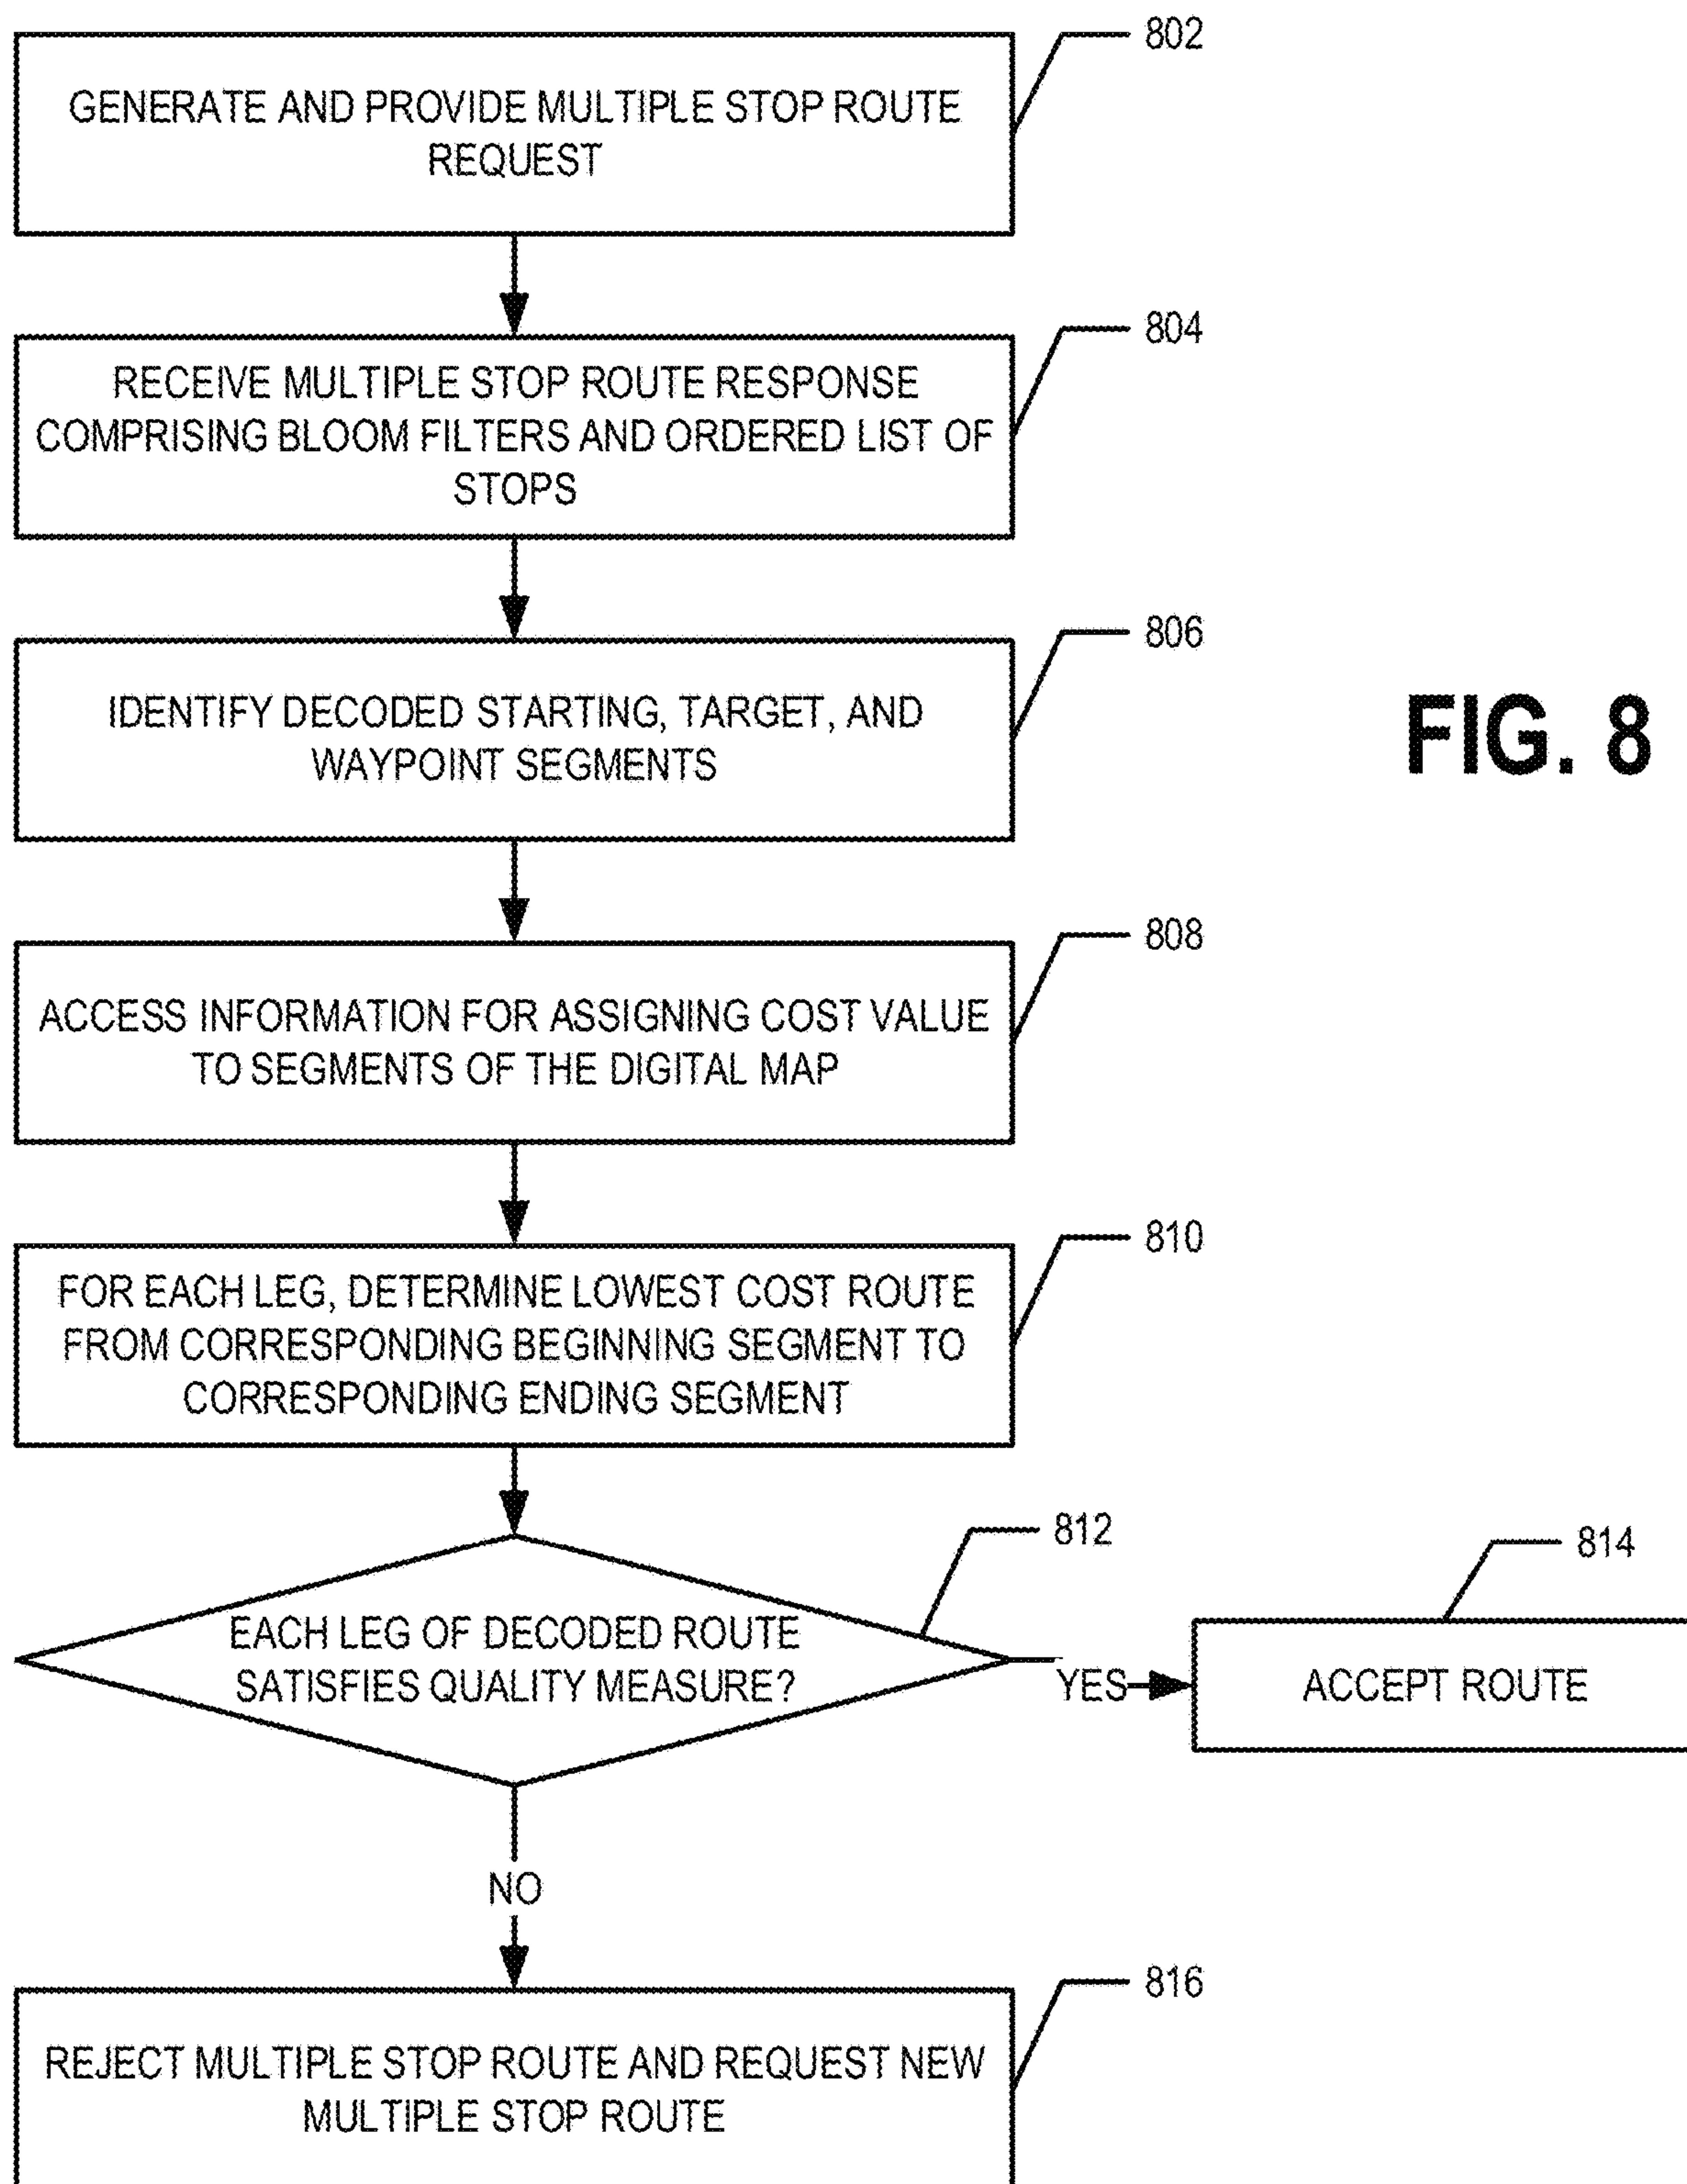 802
GENERATE AND PROVIDE MULTIPLE STOP ROUTE
REQUEST
804
RECEIVE MULTIPLE STOP ROUTE RESPONSE
COMPRISING BLOOM FILTERS AND ORDERED LIST OF
STOPS
806
IDENTIFY DECODED STARTING, TARGET, AND
WAYPOINT SEGMENTS
FIG. 8
808
ACCESS INFORMATION FOR ASSIGNING COST VALUE
TO SEGMENTS OF THE DIGITAL MAP
810
FOR EACH LEG, DETERMINE LOWEST COST ROUTE
FROM CORRESPONDING BEGINNING SEGMENT TO
CORRESPONDING ENDING SEGMENT
812
EACH LEG OF DECODED ROUTE
SATISFIES QUALITY MEASURE?
YES
814
ACCEPT ROUTE
NO
816
REJECT MULTIPLE STOP ROUTE AND REQUEST NEW
MULTIPLE STOP ROUTE